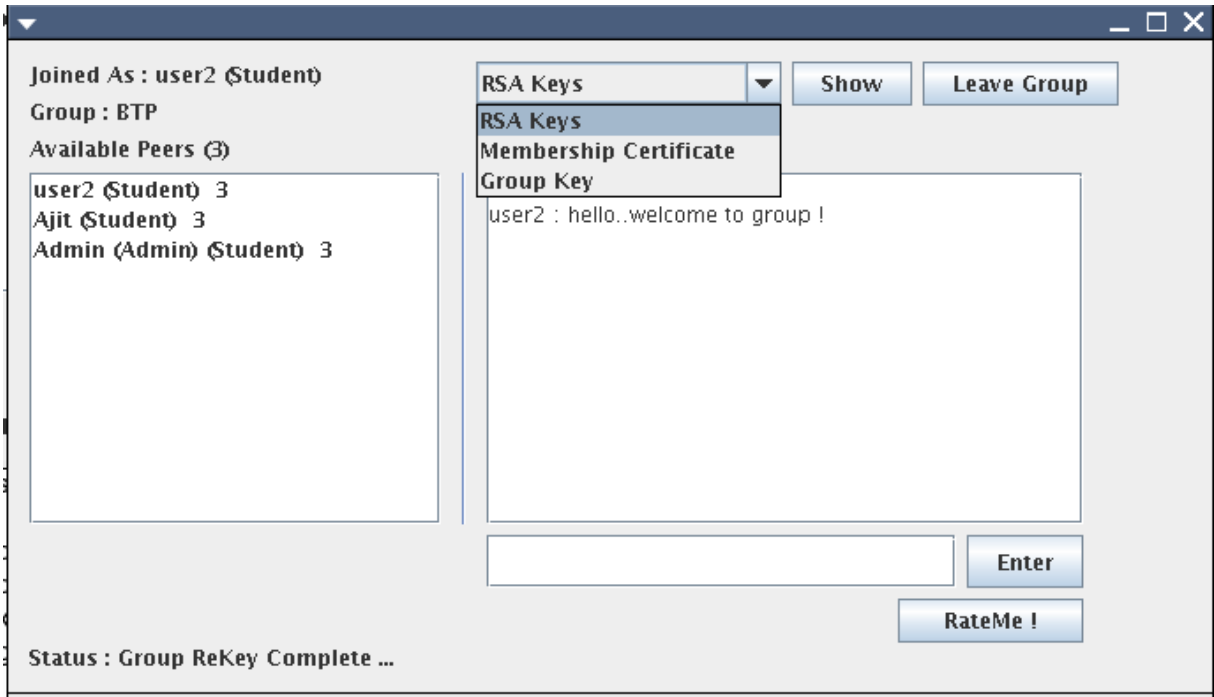 Joined As : user2 (Student)
Group : BTP
Available Peers (3)
user2 (Student) 3
Ajit (Student) 3
Admin (Admin) (Student) 3
RSA Keys
Show
Leave Group
RSA Keys
Membership Certificate
Group Key
user2 : hello..welcome to group !
Enter
RateMe !
Status : Group ReKey Complete ...